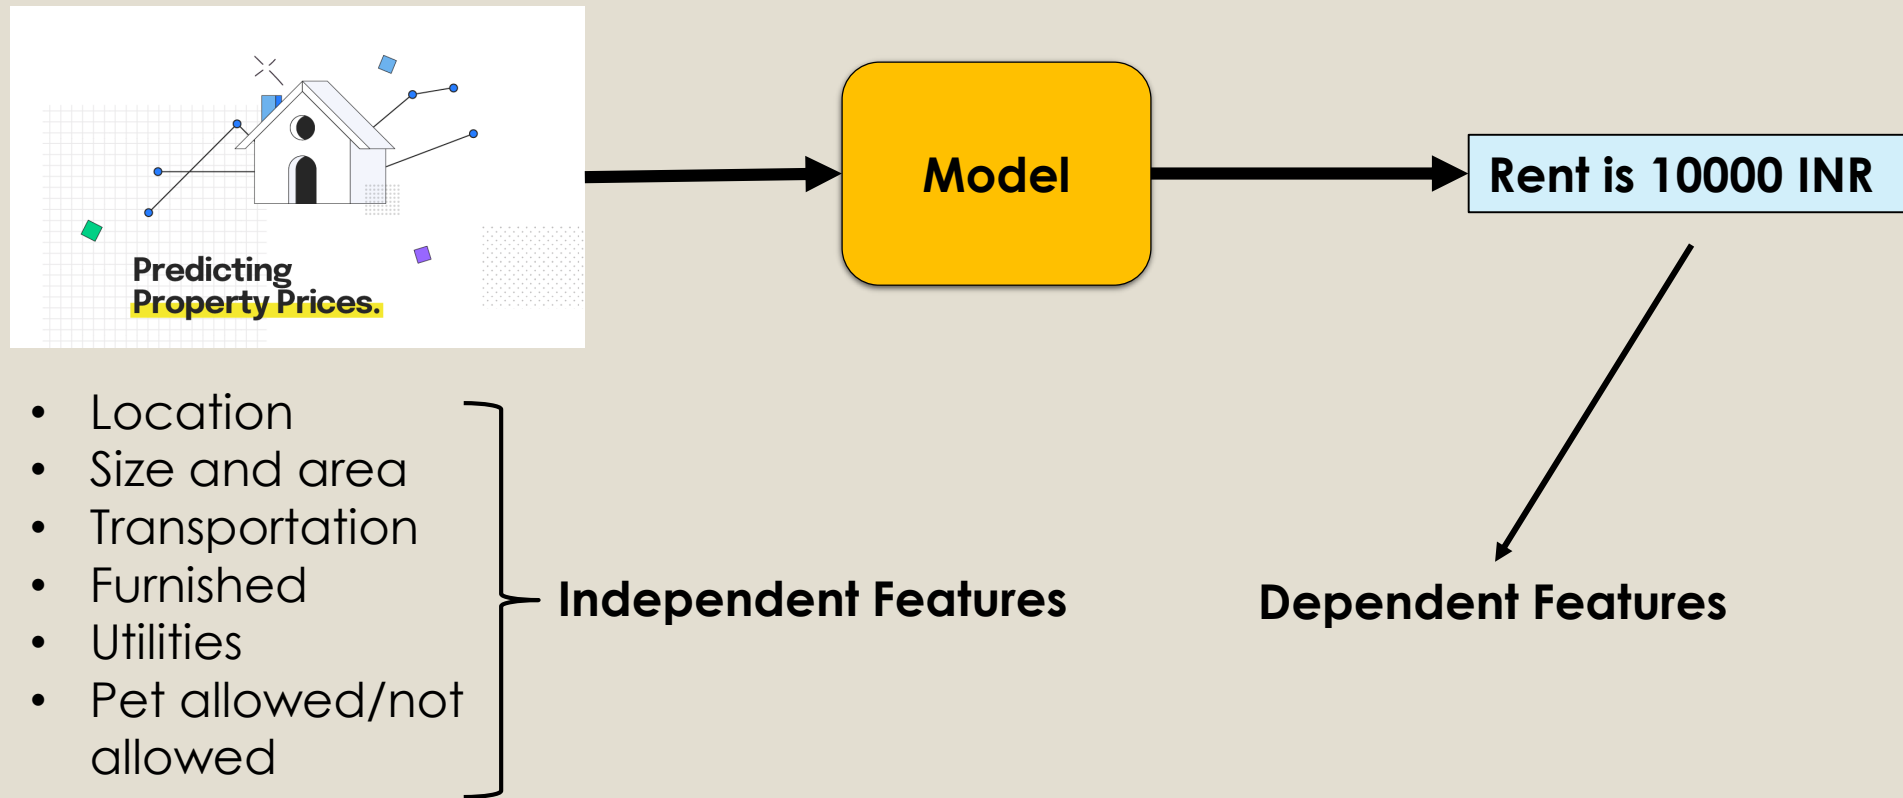 Predicting
Property Prices.
Model
Rent is 10000 INR
• Location
• Size and area
• Transportation
• Furnished
• Utilities
• Pet allowed/not
allowed
Independent Features
Dependent Features